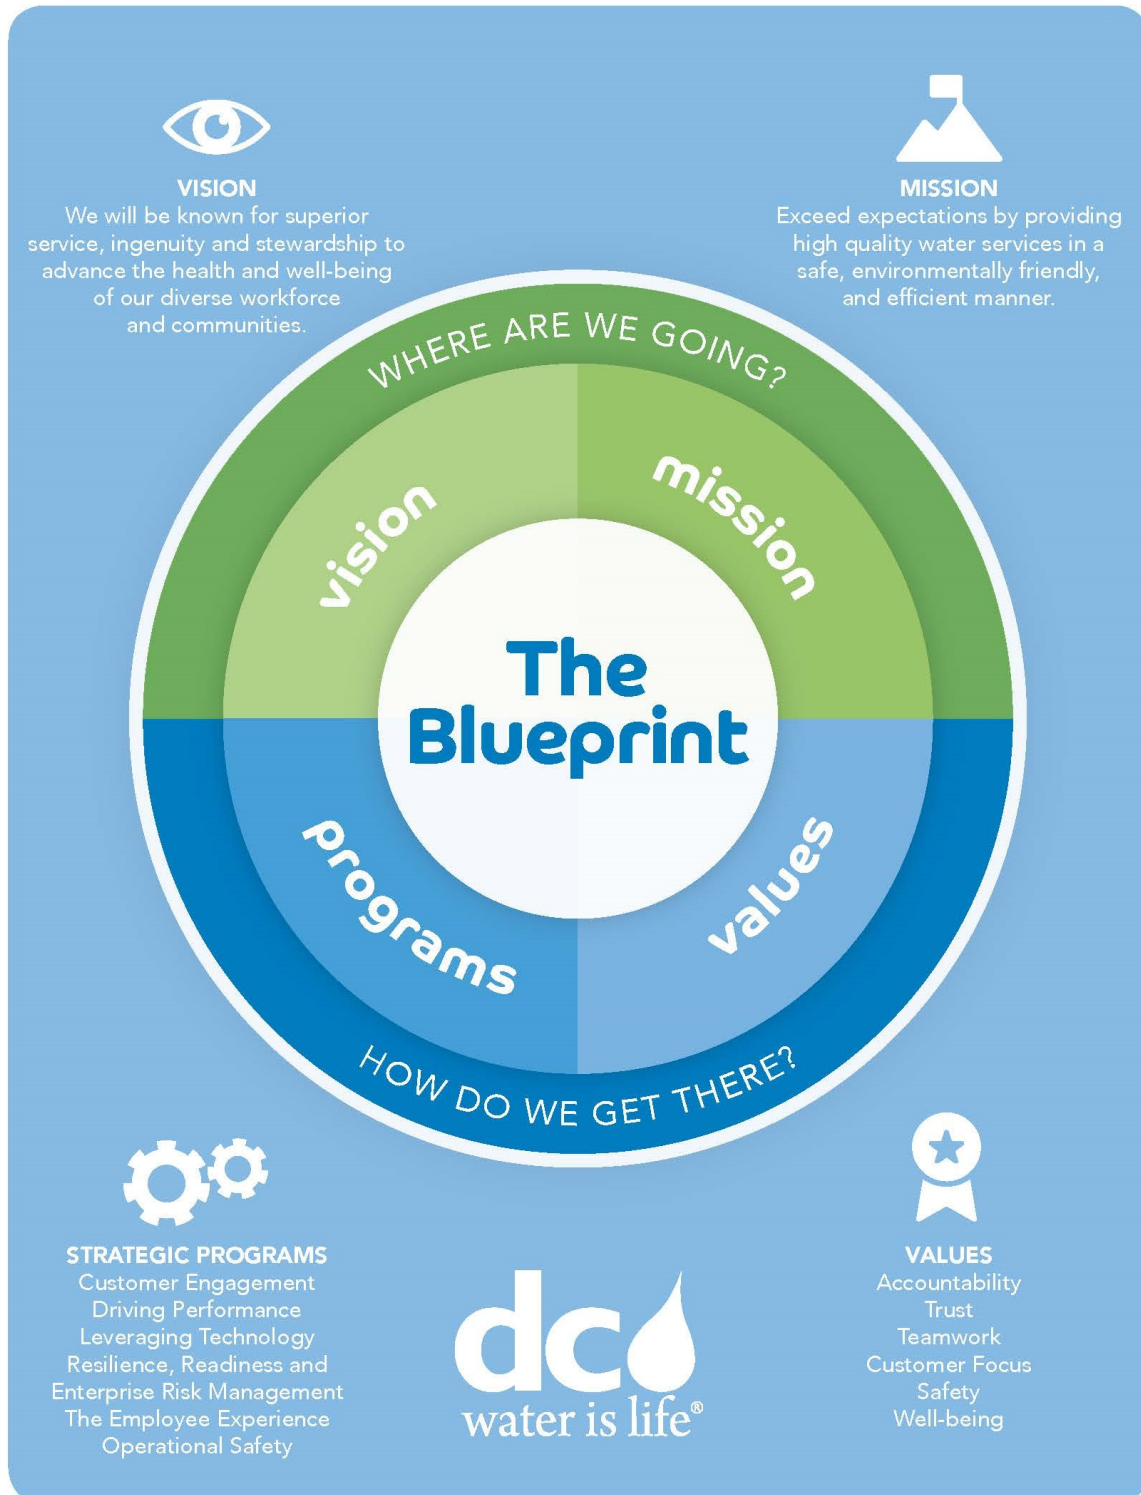 VISION
We will be known for superior
service, ingenuity and stewardship to
advance the health and well-being
of our diverse workforce
and communities.
MISSION
Exceed expectations by providing
high quality water services in a
safe, environmentally friendly,
and efficient manner.
WHERE ARE WE GOING?
vision
mission
The
Blueprint
programs
values
HOW DO WE GET THERE?
STRATEGIC PROGRAMS
Customer Engagement
Driving Performance
Leveraging Technology
Resilience, Readiness and
Enterprise Risk Management
The Employee Experience
Operational Safety
dc
water is life®
VALUES
Accountability
Trust
Teamwork
Customer Focus
Safety
Well-being